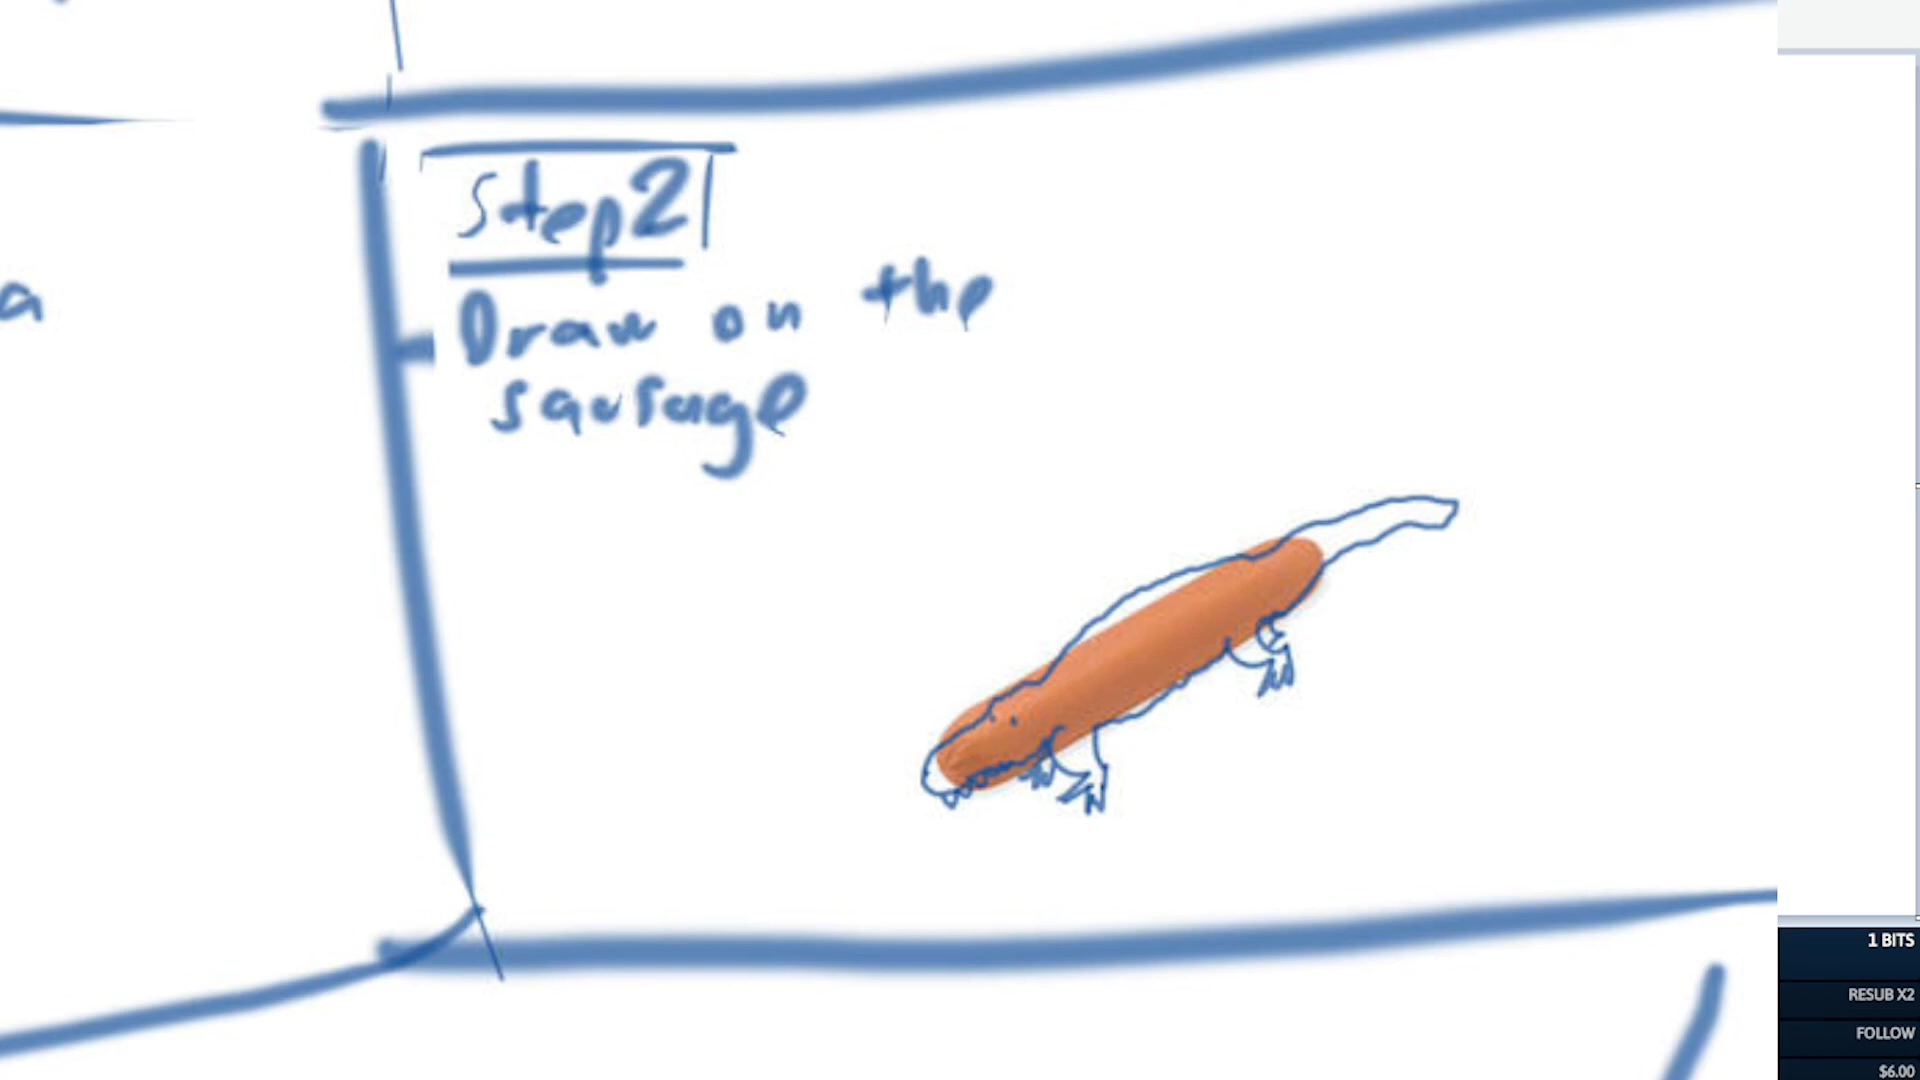 a
Step2
Draw on the
sausage
1 BITS
RESUB X2
FOLLOW
$6.00